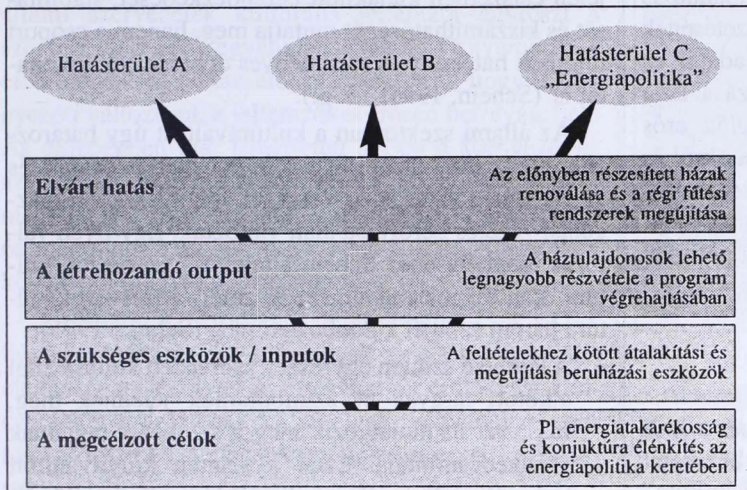 Hatásterület A
Hatásterület B
Hatásterület C
„Energiapolitika”
Elvárt hatás
Az előnyben részesített házak
renoválása és a régi fűtési
rendszerek megújítása
A létrehozandó output
A háztulajdonosok lehető
legnagyobb részvétele a program
végrehajtásában
A szükséges eszközök / inputok
A feltételekhez kötött átalakítási és
megújítási beruházási eszközök
A megcélzott célok
Pl. energiatakarékosság
és konjuktúra élénkítés az
energiapolitika keretében